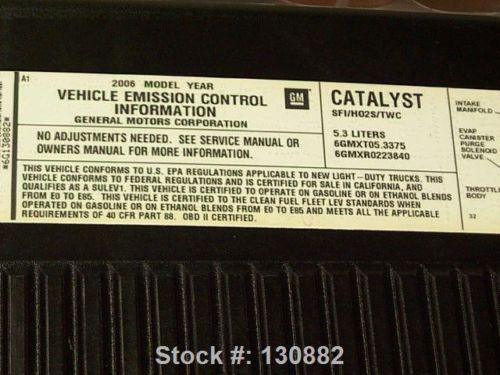 A1
2006 MODEL YEAR
VEHICLE EMISSION CONTROL
INFORMATION
GENERAL MOTORS CORPORATION
GM
NO ADJUSTMENTS NEEDED. SEE SERVICE MANUAL OR
OWNERS MANUAL FOR MORE INFORMATION.
CATALYST
SFI/HO2S/TWC
5.3 LITERS
6GMXT05.3375
6GMXR0223840
THIS VEHICLE CONFORMS TO U.S. EPA REGULATIONS APPLICABLE TO NEW LIGHT-DUTY TRUCKS. THIS
VEHICLE CONFORMS TO FEDERAL REGULATIONS AND IS CERTIFIED FOR SALE IN CALIFORNIA, AND
QUALIFIES AS A SULEV1. THIS VEHICLE IS CERTIFIED TO OPERATE ON GASOLINE OR ON ETHANOL BLENDS
FROM E0 TO E85. THIS VEHICLE IS CERTIFIED TO THE CLEAN FUEL FLEET LEV STANDARDS WHEN
OPERATING ON GASOLINE OR ON ETHANOL BLENDS FROM E0 TO E85 AND MEETS ALL THE APPLICABLE
REQUIREMENTS OF 40 CFR PART 88. OBD II CERTIFIED.
INTAKE
MANIFOLD
EVAP
CANISTER
PURGE
SOLENOID
VALVE
THROTTLE
BODY
32
*6G130882*
Stock #: 130882